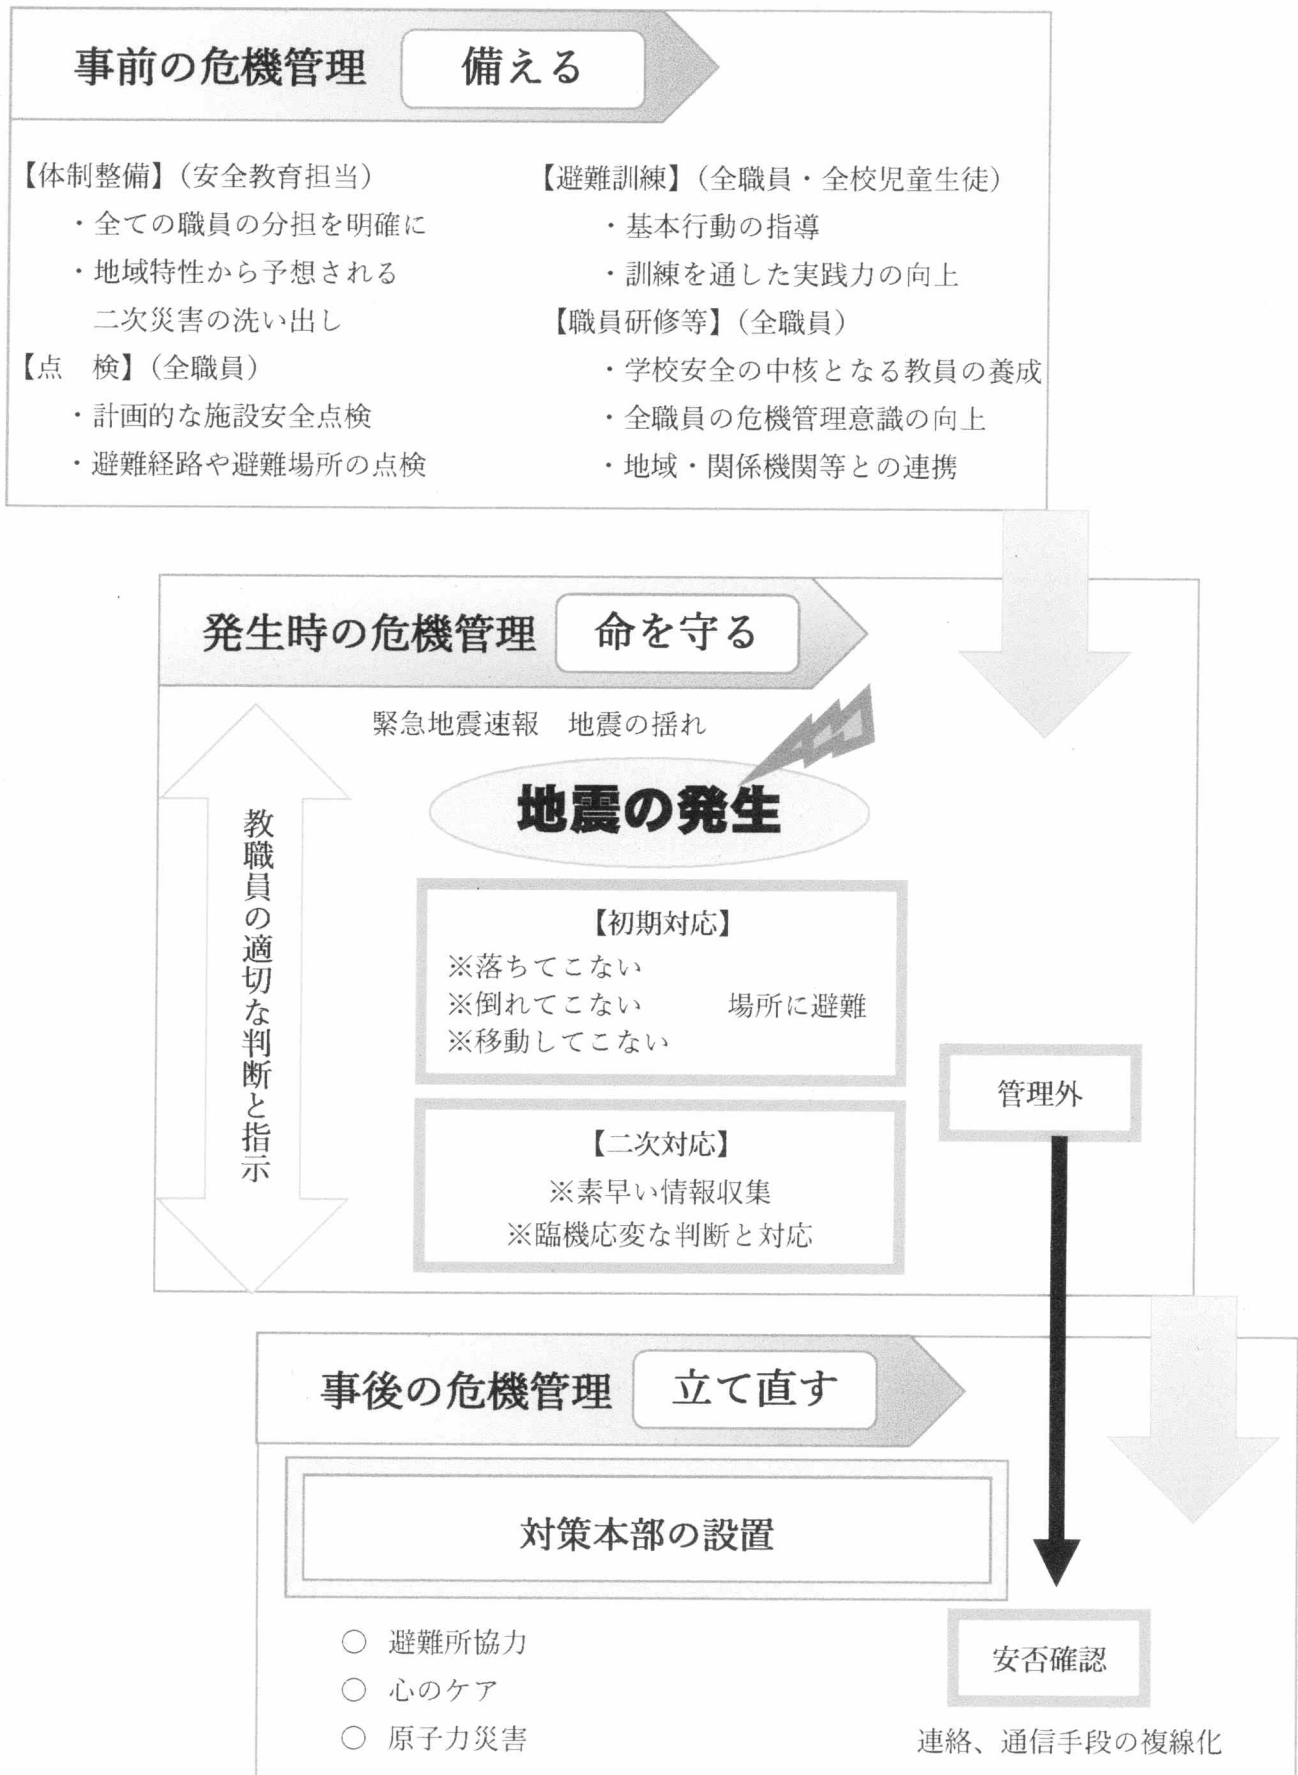 事前の危機管理 備える
【体制整備】（安全教育担当）
・全ての職員の分担を明確に
・地域特性から予想される
二次災害の洗い出し
【点　検】（全職員）
・計画的な施設安全点検
・避難経路や避難場所の点検
【避難訓練】（全職員・全校児童生徒）
・基本行動の指導
・訓練を通した実践力の向上
【職員研修等】（全職員）
・学校安全の中核となる教員の養成
・全職員の危機管理意識の向上
・地域・関係機関等との連携
発生時の危機管理 命を守る
緊急地震速報　地震の揺れ
地震の発生
教職員の適切な判断と指示
【初期対応】
※落ちてこない
※倒れてこない　場所に避難
※移動してこない
【二次対応】
※素早い情報収集
※臨機応変な判断と対応
管理外
事後の危機管理 立て直す
対策本部の設置
○ 避難所協力
○ 心のケア
○ 原子力災害
安否確認
連絡、通信手段の複線化